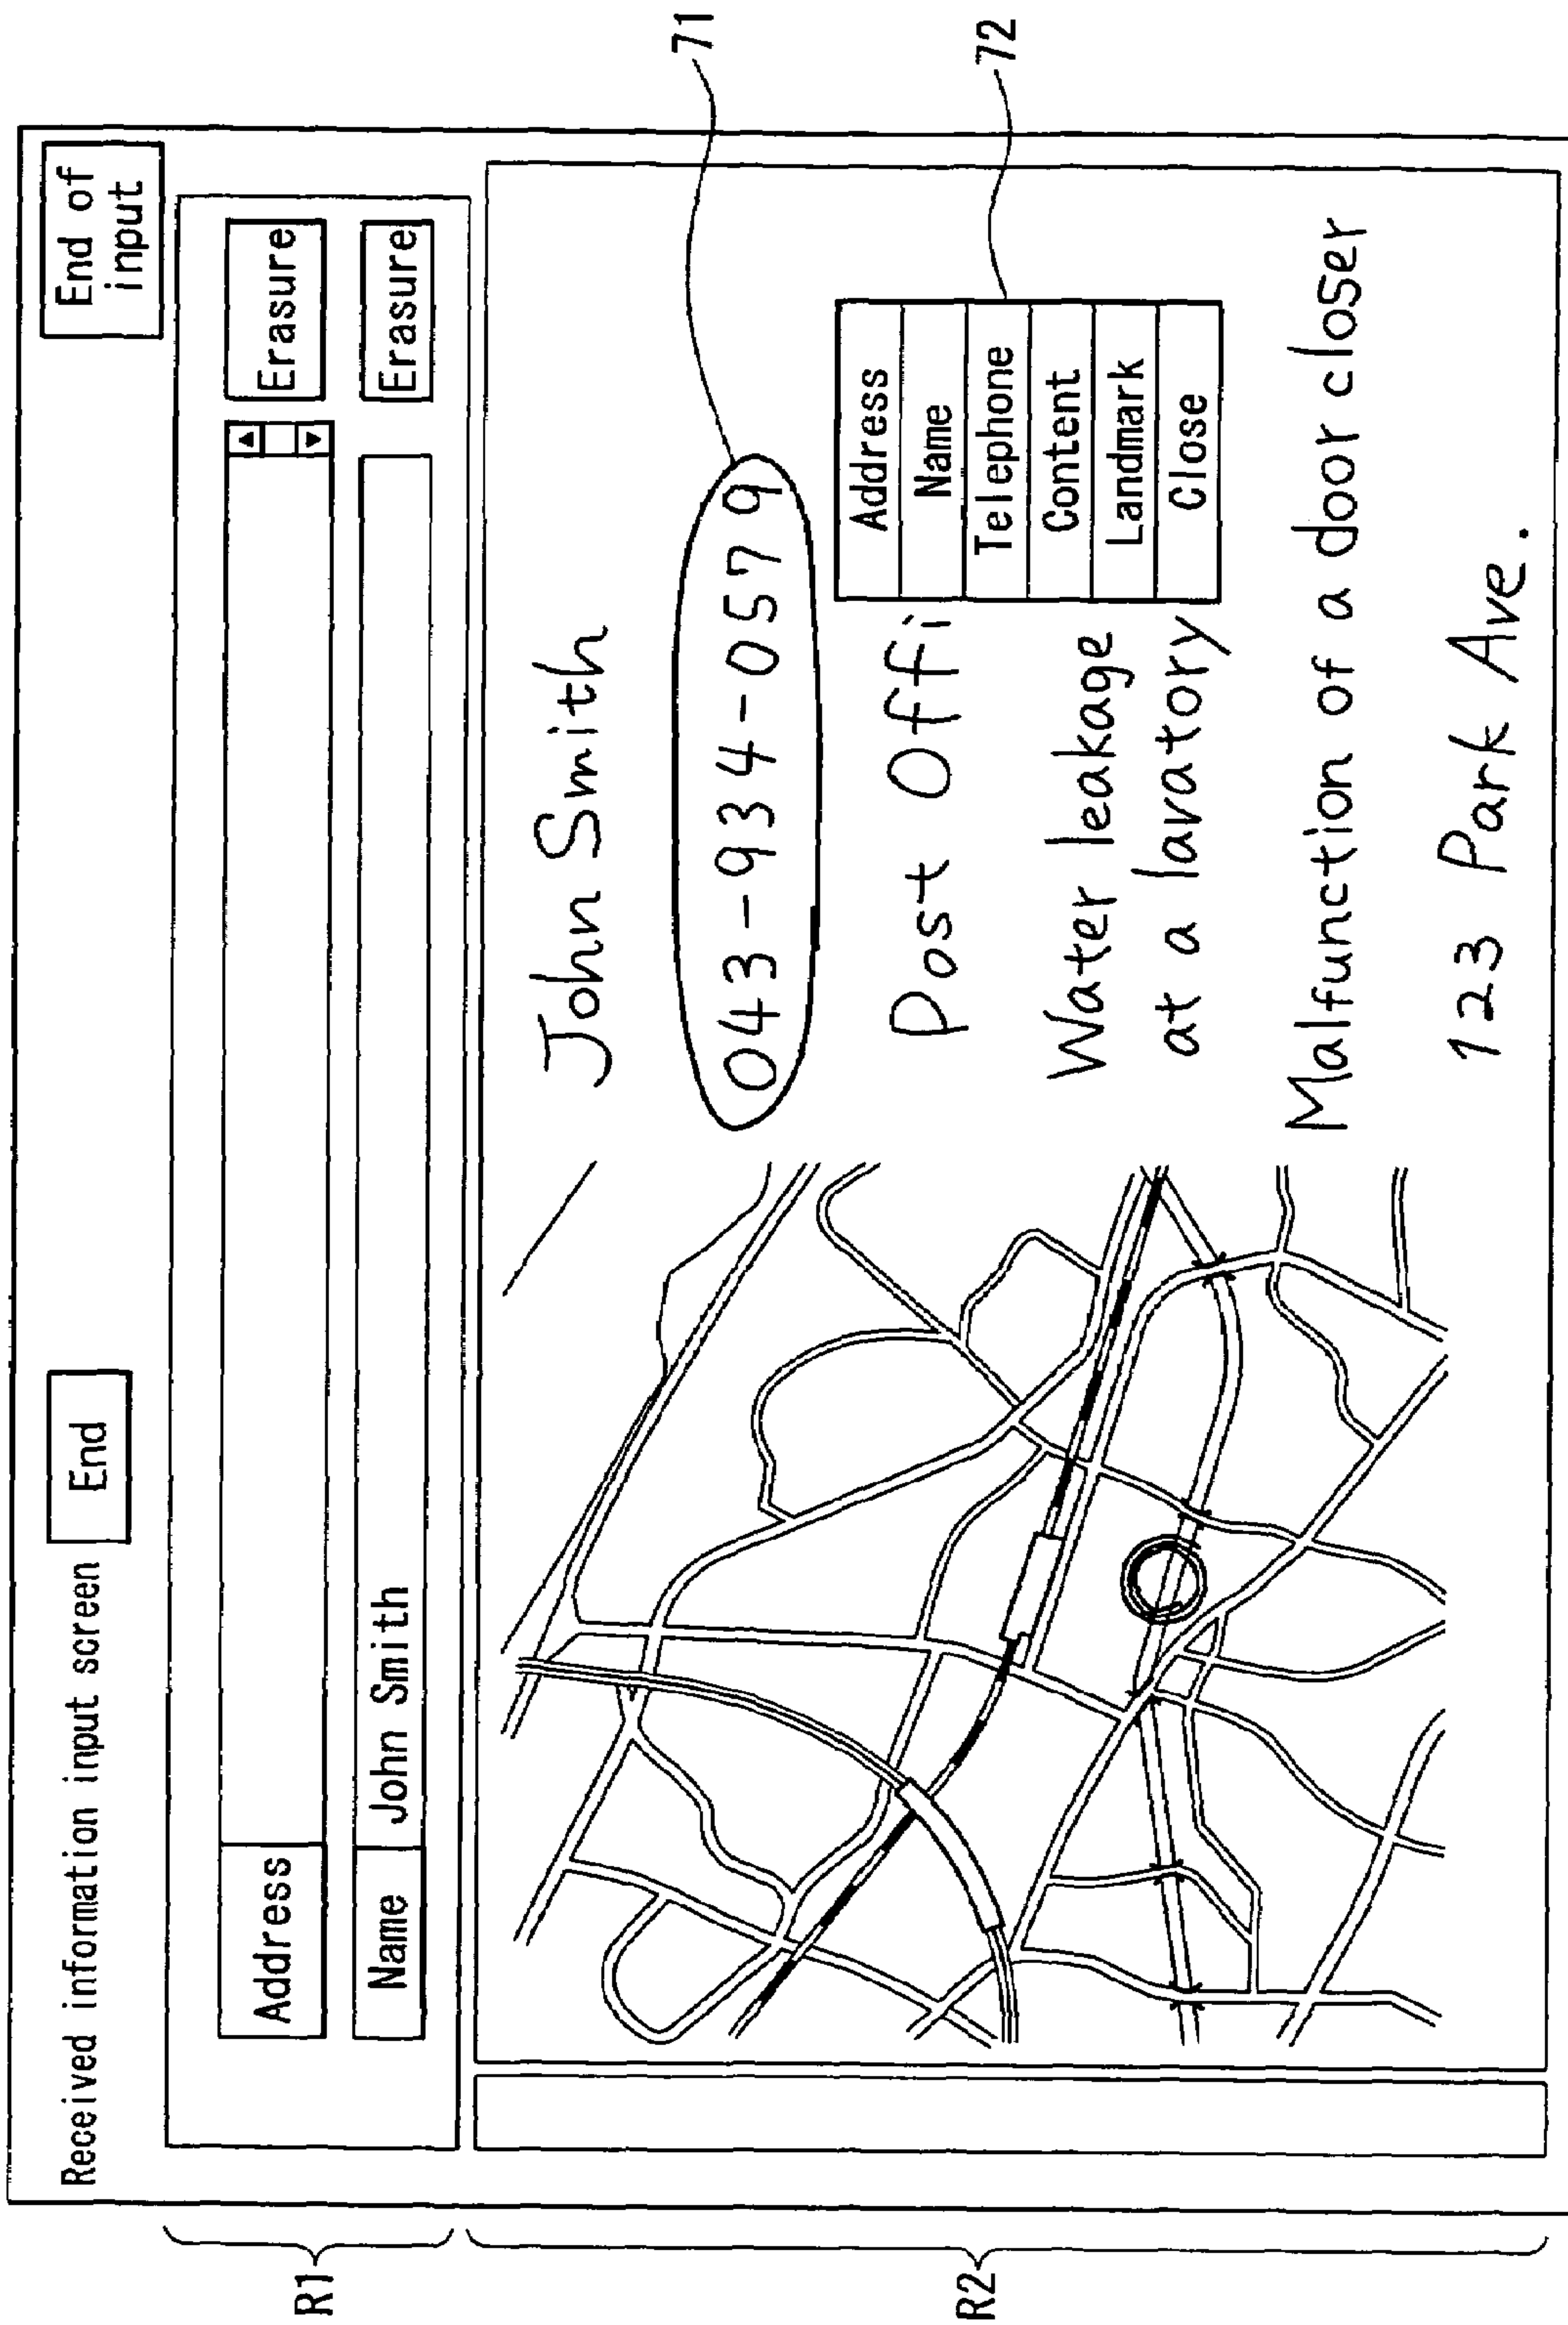 Received information input screen
End
End of
input
Address
Erasure
Name
John Smith
Erasure
R1
R2
John Smith
043-934-0579
71
Post Offi
Address
Name
Telephone
Content
Landmark
Close
72
Water leakage
at a lavatory
Malfunction of a door closer
123 Park Ave.